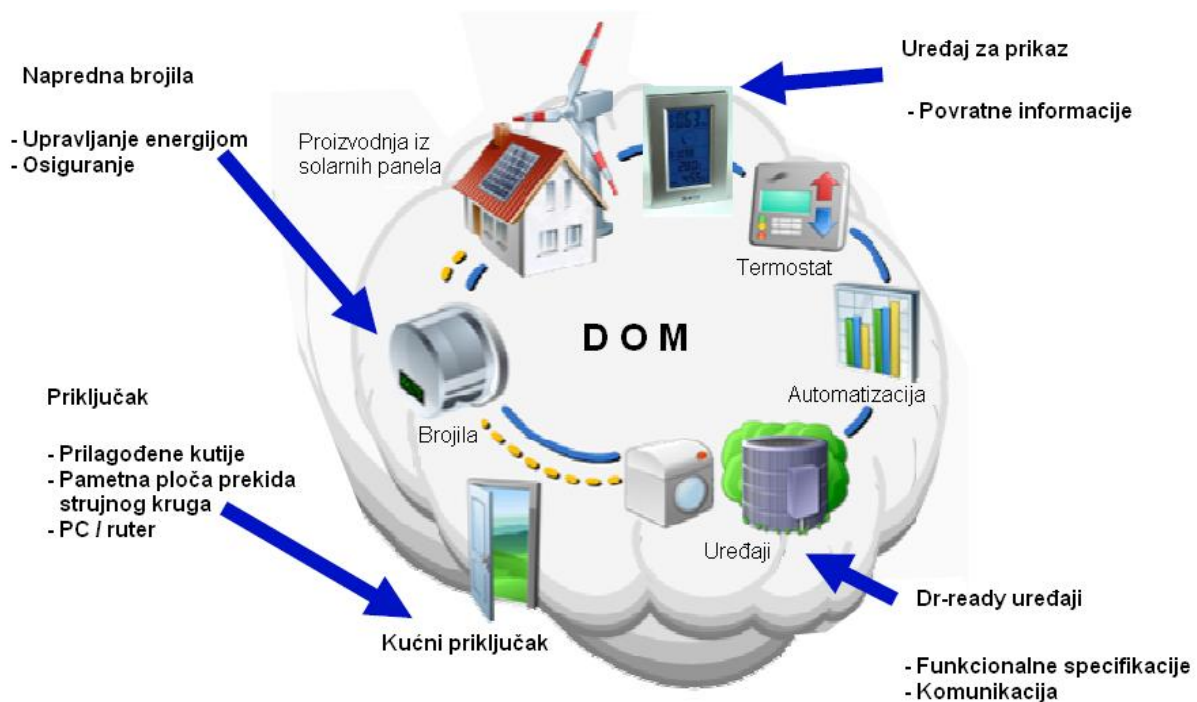 Napredna brojila
- Upravljanje energijom
- Osiguranje
Uređaj za prikaz
- Povratne informacije
Proizvodnja iz
solarnih panela
Termostat
D O M
Automatizacija
Brojila
Priključak
- Prilagođene kutije
- Pametna ploča prekida
strujnog kruga
- PC / ruter
Uređaji
Kućni priključak
Dr-ready uređaji
- Funkcionalne specifikacije
- Komunikacija